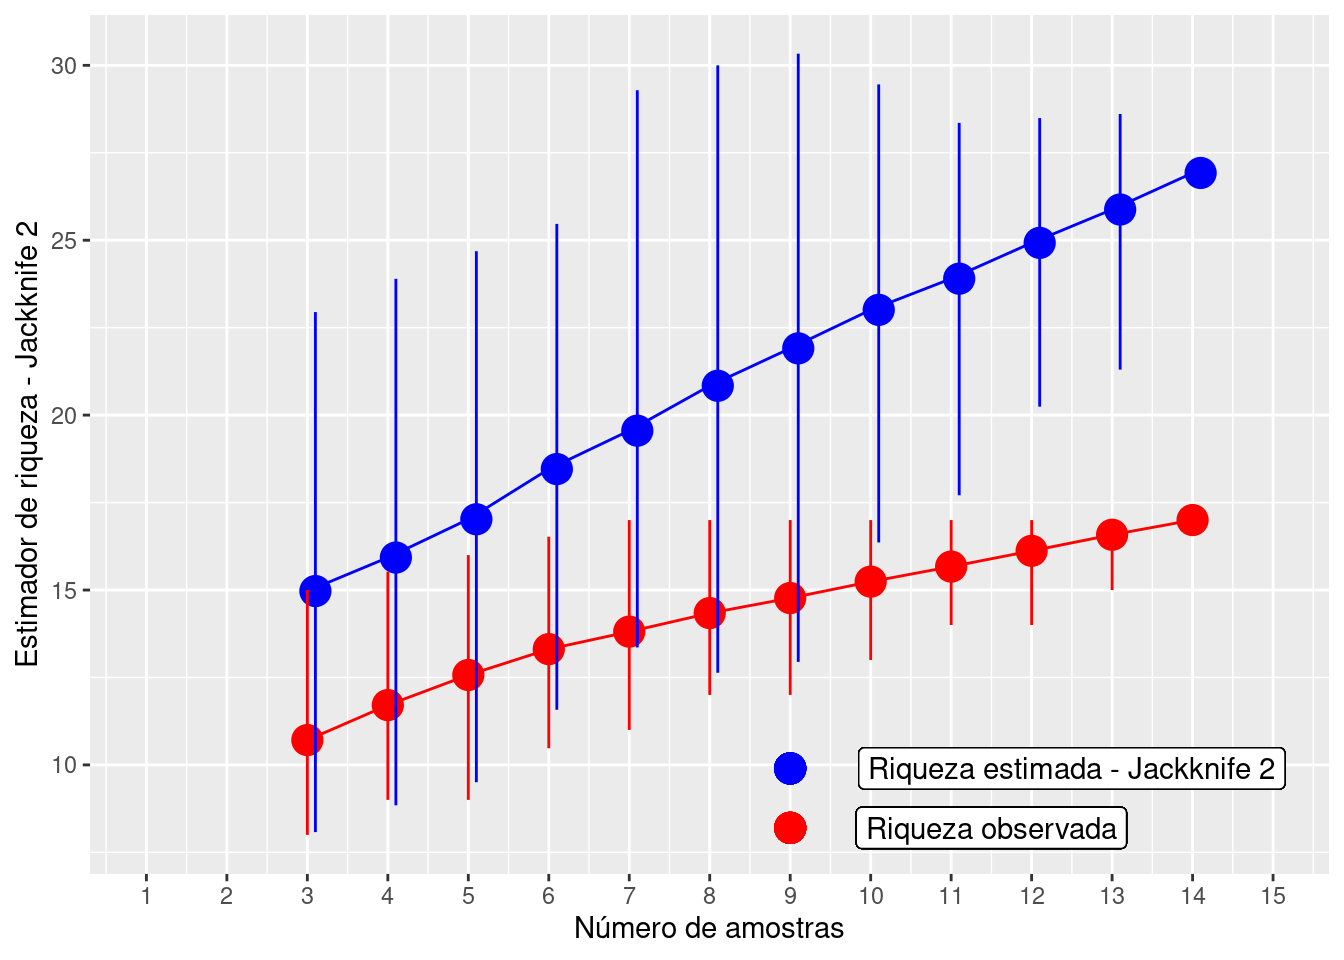 Estimador de riqueza - Jackknife 2
30
25
20
15
10
Riqueza estimada - Jackknife 2
Riqueza observada
1 2 3 4 5 6 7 8 9 10 11 12 13 14 15
Número de amostras